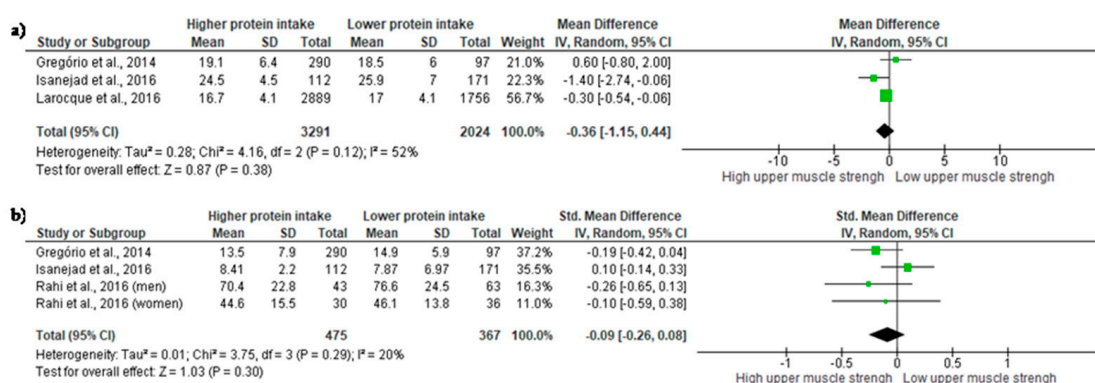 a)
Higher protein intake Lower protein intake Mean Difference Mean Difference
Study or Subgroup Mean SD Total Mean SD Total Weight IV, Random, 95% CI IV, Random, 95% CI
Gregório et al., 2014 19.1 6.4 290 18.5 6 97 21.0% 0.60 [-0.80, 2.00]
Isanejad et al., 2016 24.5 4.5 112 25.9 7 171 22.3% -1.40 [-2.74, -0.06]
Larocque et al., 2016 16.7 4.1 2889 17 4.1 1756 56.7% -0.30 [-0.54, -0.06]
Total (95% CI) 3291 2024 100.0% -0.36 [-1.15, 0.44]
Heterogeneity: Tau² = 0.28; Chi² = 4.16, df = 2 (P = 0.12); I² = 52%
Test for overall effect: Z = 0.87 (P = 0.38)
-10 -5 0 5 10
High upper muscle strengh Low upper muscle strengh
b)
Higher protein intake Lower protein intake Std. Mean Difference Std. Mean Difference
Study or Subgroup Mean SD Total Mean SD Total Weight IV, Random, 95% CI IV, Random, 95% CI
Gregório et al., 2014 13.5 7.9 290 14.9 5.9 97 37.2% -0.19 [-0.42, 0.04]
Isanejad et al., 2016 8.41 2.2 112 7.87 6.97 171 35.5% 0.10 [-0.14, 0.33]
Rahi et al., 2016 (men) 70.4 22.8 43 76.6 24.5 63 16.3% -0.26 [-0.65, 0.13]
Rahi et al., 2016 (women) 44.6 15.5 30 46.1 13.8 36 11.0% -0.10 [-0.59, 0.38]
Total (95% CI) 475 367 100.0% -0.09 [-0.26, 0.08]
Heterogeneity: Tau² = 0.01; Chi² = 3.75, df = 3 (P = 0.29); I² = 20%
Test for overall effect: Z = 1.03 (P = 0.30)
-1 -0.5 0 0.5 1
High upper muscle strengh Low upper muscle strengh